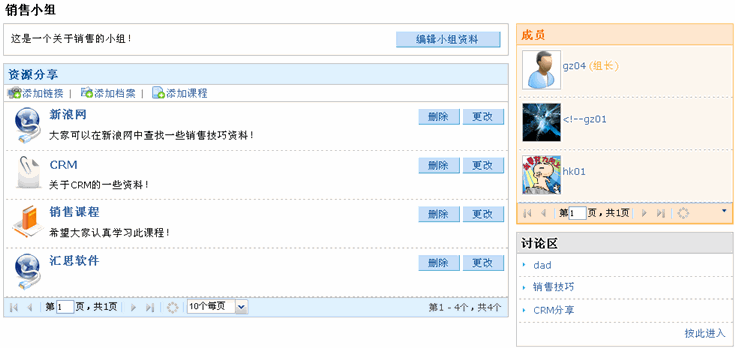 销售小组
这是一个关于销售的小组！
编辑小组资料
资源分享
添加链接 | 添加档案 | 添加课程
新浪网
删除 更改
大家可以在新浪网中查找一些销售技巧资料！
CRM
删除 更改
关于CRM的一些资料！
销售课程
删除 更改
希望大家认真学习此课程！
汇思软件
删除 更改
第1页，共1页 10个每页 第1 - 4个，共4个
成员
gz04 (组长)
<!--gz01
hk01
第1页，共1页
讨论区
dad
销售技巧
CRM分享
按此进入